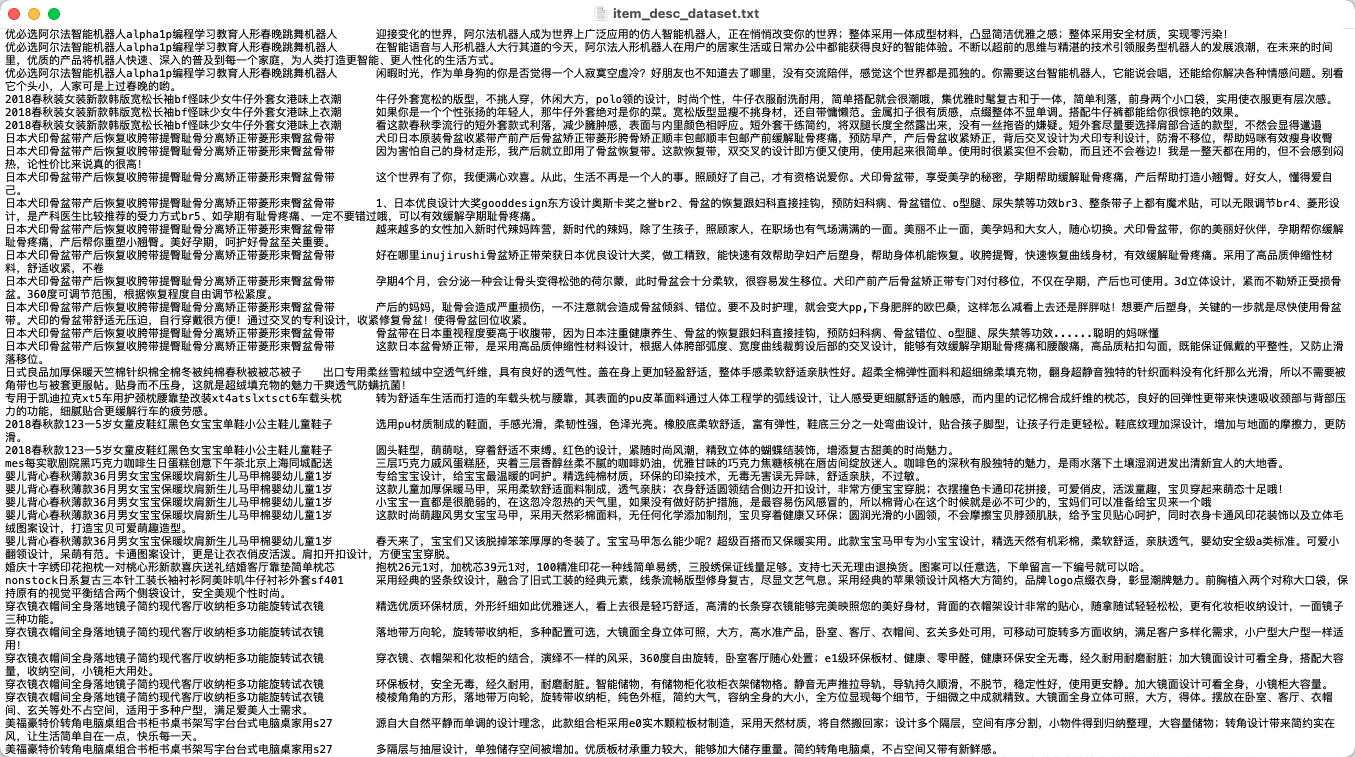 item_desc_dataset.txt
优必选阿尔法智能机器人alpha1p编程学习教育人形春晚跳舞机器人 迎接变化的世界，阿尔法机器人成为世界上广泛应用的仿人智能机器人，正在悄悄改变你的世界；整体采用一体成型材料，凸显简洁优雅之感；整体采用安全材质，实现零污染！
优必选阿尔法智能机器人alpha1p编程学习教育人形春晚跳舞机器人 在智能语音与人形机器人大行其道的今天，阿尔法人形机器人在用户的居家生活或日常办公中都能获得良好的智能体验。不断以超前的思维与精湛的技术引领服务型机器人的发展浪潮，在未来的时间
里，优质的产品将机器人快速、深入的普及到每一个家庭，为人类打造更智能、更人性化的生活方式。
优必选阿尔法智能机器人alpha1p编程学习教育人形春晚跳舞机器人 闲暇时光，作为单身狗的你是否觉得一个人寂寞空虚冷？好朋友也不知道去了哪里，没有交流陪伴，感觉这个世界都是孤独的。你需要这台智能机器人，它能说会唱，还能给你解决各种情感问题。别看
它个头小，人家可是上过春晚的哟。
2018春秋装女装新款韩版宽松长袖bf怪味少女牛仔外套女港味上衣潮 牛仔外套宽松的版型，不挑人穿，休闲大方，polo领的设计，时尚个性，牛仔衣服耐洗耐用，简单搭配就会很潮哦，集优雅时髦复古和于一体，简单利落，前身两个小口袋，实用使衣服更有层次感。
2018春秋装女装新款韩版宽松长袖bf怪味少女牛仔外套女港味上衣潮 如果你是一个个性张扬的年轻人，那牛仔外套绝对是你的菜。宽松版型显瘦不挑身材，还自带慵懒范。金属扣子很有质感，点缀整体不显单调。搭配牛仔裤都能给你很惊艳的效果。
2018春秋装女装新款韩版宽松长袖bf怪味少女牛仔外套女港味上衣潮 看这款春秋季流行的短外套款式利落，减少臃肿感，表面与内里颜色相呼应。短外套干练简约，将双腿长度全然露出来，没有一丝拖沓的嫌疑。短外套尽量要选择肩部合适的款型，不然会显得邋遢
日本犬印骨盆带产后恢复收胯带提臀耻骨分离矫正带菱形束臀盆骨带 犬印日本原装骨盆收紧带产前产后骨盆矫正带菱形胯骨矫正顺丰包邮顺丰包邮产前缓解耻骨疼痛，预防早产，产后骨盆收紧矫正，背后交叉设计为犬印专利设计，防滑不移位，帮助妈咪有效瘦身收臀
日本犬印骨盆带产后恢复收胯带提臀耻骨分离矫正带菱形束臀盆骨带 因为害怕自己的身材走形，我产后就立即用了骨盆恢复带。这款恢复带，双交叉的设计即方便又使用，使用起来很简单。使用时很紧实但不会勒，而且还不会卷边！我是一整天都在用的，但不会感到闷
热，论性价比来说真的很高！
日本犬印骨盆带产后恢复收胯带提臀耻骨分离矫正带菱形束臀盆骨带 这个世界有了你，我便满心欢喜。从此，生活不再是一个人的事。照顾好了自己，才有资格说爱你。犬印骨盆带，享受美孕的秘密，孕期帮助缓解耻骨疼痛，产后帮助打造小翘臀。好女人，懂得爱自
己。
日本犬印骨盆带产后恢复收胯带提臀耻骨分离矫正带菱形束臀盆骨带 1、日本优良设计大奖gooddesign东方设计奥斯卡奖之誉br2、骨盆的恢复跟妇科直接挂钩，预防妇科病、骨盆错位、o型腿、尿失禁等功效br3、整条带子上都有魔术贴，可以无限调节br4、菱形设
计，是产科医生比较推荐的受力方式br5、如孕期有耻骨疼痛、一定不要错过哦，可以有效缓解孕期耻骨疼痛。
日本犬印骨盆带产后恢复收胯带提臀耻骨分离矫正带菱形束臀盆骨带 越来越多的女性加入新时代辣妈阵营，新时代的辣妈，除了生孩子，照顾家人，在职场也有气场满满的一面。美丽不止一面，美孕妈和大女人，随心切换。犬印骨盆带，你的美丽好伙伴，孕期帮你缓解
耻骨疼痛，产后帮你重塑小翘臀。美好孕期，呵护好骨盆至关重要。
日本犬印骨盆带产后恢复收胯带提臀耻骨分离矫正带菱形束臀盆骨带 好在哪里inujirushi骨盆矫正带荣获日本优良设计大奖，做工精致，能快速有效帮助孕妇产后塑身，帮助身体机能恢复。收胯提臀，快速恢复曲线身材，有效缓解耻骨疼痛。采用了高品质伸缩性材
料，舒适收紧，不卷
日本犬印骨盆带产后恢复收胯带提臀耻骨分离矫正带菱形束臀盆骨带 孕期4个月，会分泌一种会让骨头变得松弛的荷尔蒙，此时骨盆会十分柔软，很容易发生移位。犬印产前产后骨盆矫正带专门对付移位，不仅在孕期，产后也可使用。3d立体设计，紧而不勒矫正受损骨
盆。360度可调节范围，根据恢复程度自由调节松紧度。
日本犬印骨盆带产后恢复收胯带提臀耻骨分离矫正带菱形束臀盆骨带 产后的妈妈，耻骨会造成严重损伤，一不注意就会造成骨盆倾斜、错位。要不及时护理，就会变大pp,下身肥胖的欧巴桑，这样怎么减看上去还是胖胖哒！想要产后塑身，关键的一步就是尽快使用骨盆
带。犬印的骨盆带舒适无压迫，自行穿戴很方便！通过交叉的专利设计，收紧修复骨盆！使得骨盆回位收紧。
日本犬印骨盆带产后恢复收胯带提臀耻骨分离矫正带菱形束臀盆骨带 骨盆带在日本重视程度要高于收腹带，因为日本注重健康养生、骨盆的恢复跟妇科直接挂钩，预防妇科病、骨盆错位、o型腿、尿失禁等功效......聪明的妈咪懂
日本犬印骨盆带产后恢复收胯带提臀耻骨分离矫正带菱形束臀盆骨带 这款日本盆骨矫正带，是采用高品质伸缩性材质设计，根据人体胯部弧度、宽度曲线裁剪设后部的交叉设计，能够有效缓解孕期耻骨疼痛和腰酸痛，高品质粘扣勾面，既能保证佩戴的平整性，又防止滑
落移位。
日式良品加厚保暖天竺棉针织棉全棉冬被纯棉春秋被被芯被子 出口专用柔丝雪粒绒中空透气纤维，具有良好的透气性。盖在身上更加轻盈舒适，整体手感柔软舒适亲肤性好。超柔全棉弹性面料和超细绵柔填充物，翻身超静音独特的针织面料没有化纤那么光滑，所以不需要被
角带也与被套更服帖。贴身而不压身，这就是超绒填充物的魅力干爽透气防螨抗菌！
专用于凯迪拉克xt5车用护颈枕腰靠垫改装xt4atslxtsct6车载头枕 转为舒适车生活而打造的车载头枕与腰靠，其表面的pu皮革面料通过人体工程学的弧线设计，让人感受更细腻舒适的触感，而内里的记忆棉合成纤维的枕芯，良好的回弹性更带来快速吸收颈部与背部压
力的功能，细腻贴合更缓解行车的疲劳感。
2018春秋款123一5岁女童皮鞋红黑色女宝宝单鞋小公主鞋儿童鞋子 选用pu材质制成的鞋面，手感光滑，柔韧性强，色泽光亮。橡胶底柔软舒适，富有弹性，鞋底三分之一处弯曲设计，贴合孩子脚型，让孩子行走更轻松。鞋底纹理加深设计，增加与地面的摩擦力，更防
滑。
2018春秋款123一5岁女童皮鞋红黑色女宝宝单鞋小公主鞋儿童鞋子 圆头鞋型，萌萌哒，穿着舒适不束缚。红色的设计，紧随时尚风潮，精致立体的蝴蝶结装饰，增添复古甜美的时尚魅力。
mes每实歌剧院黑巧克力咖啡生日蛋糕创意下午茶北京上海同城配送 三层巧克力戚风蛋糕胚，夹着三层香醇丝柔不腻的咖啡奶油，优雅甘味的巧克力焦糖核桃在唇齿间绽放迷人。咖啡色的深秋有股独特的魅力，是雨水落下土壤湿润迸发出清新宜人的大地香。
婴儿背心春秋薄款36月男女宝宝保暖坎肩新生儿马甲棉婴幼儿童1岁 专给宝宝设计，给宝宝最温暖的呵护。精选纯棉材质，环保的印染技术，无毒无害误无异味，舒适亲肤，不过敏。
婴儿背心春秋薄款36月男女宝宝保暖坎肩新生儿马甲棉婴幼儿童1岁 这款儿童加厚保暖马甲，采用柔软舒适面料制成，透气亲肤；衣身舒适圆领结合侧边开扣设计，非常方便宝宝穿脱；衣摆撞色卡通印花拼接，可爱俏皮，活泼童趣，宝贝穿起来萌态十足哦！
婴儿背心春秋薄款36月男女宝宝保暖坎肩新生儿马甲棉婴幼儿童1岁 小宝宝一直都是很脆弱的，在这忽冷忽热的天气里，如果没有做好防护措施，是最容易伤风感冒的，所以棉背心在这个时候就是必不可少的，宝妈们可以准备给宝贝来一个哦
婴儿背心春秋薄款36月男女宝宝保暖坎肩新生儿马甲棉婴幼儿童1岁 这款时尚萌趣风男女宝宝马甲，采用天然彩棉面料，无任何化学添加制剂，宝贝穿着健康又环保；圆润光滑的小圆领，不会摩擦宝贝脖颈肌肤，给予宝贝贴心呵护，同时衣身卡通风印花装饰以及立体毛
绒图案设计，打造宝贝可爱萌趣造型。
婴儿背心春秋薄款36月男女宝宝保暖坎肩新生儿马甲棉婴幼儿童1岁 春天来了，宝宝们又该脱掉笨笨厚厚的冬装了。宝宝马甲怎么能少呢？超级百搭而又保暖实用。此款宝宝马甲专为小宝宝设计，精选天然有机彩棉，柔软舒适，亲肤透气，婴幼安全级a类标准。可爱小
翻领设计，呆萌有范。卡通图案设计，更是让衣衣俏皮活泼。肩扣开扣设计，方便宝宝穿脱。
婚庆十字绣印花抱枕一对桃心形新款喜庆送礼结婚客厅靠垫简单枕芯 抱枕26元1对，加枕芯39元1对，100精准印花一种线简单易绣，三股绣保证线量足够。支持七天无理由退换货。图案可以任意选，下单留言一下编号就可以哈。
nonstock日系复古三本针工装长袖衬衫阿美咔叽牛仔衬衫外套sf401 采用经典的竖条纹设计，融合了旧式工装的经典元素，线条流畅版型修身复古，尽显文艺气息。采用经典的苹果领设计风格大方简约，品牌logo点缀衣身，彰显潮牌魅力。前胸植入两个对称大口袋，保
持原有的视觉平衡结合两个侧袋设计，安全美观个性时尚。
穿衣镜衣帽间全身落地镜子简约现代客厅收纳柜多功能旋转试衣镜 精选优质环保材质，外形纤细如此优雅迷人，看上去很是轻巧舒适，高清的长条穿衣镜能够完美映照您的美好身材，背面的衣帽架设计非常的贴心，随拿随试轻轻松松，更有化妆柜收纳设计，一面镜子
三种功能。
穿衣镜衣帽间全身落地镜子简约现代客厅收纳柜多功能旋转试衣镜 落地带万向轮，旋转带收纳柜，多种配置可选，大镜面全身立体可照，大方，高水准产品，卧室、客厅、衣帽间、玄关多处可用，可移动可旋转多方面收纳，满足客户多样化需求，小户型大户型一样适
用！
穿衣镜衣帽间全身落地镜子简约现代客厅收纳柜多功能旋转试衣镜 穿衣镜、衣帽架和化妆柜的结合，演绎不一样的风采，360度自由旋转，卧室客厅随心处置；e1级环保板材、健康、零甲醛，健康环保安全无毒，经久耐用耐磨耐脏；加大镜面设计可看全身，搭配大容
量，收纳空间，小镜柜大用处。
穿衣镜衣帽间全身落地镜子简约现代客厅收纳柜多功能旋转试衣镜 环保板材，安全无毒，经久耐用，耐磨耐脏。智能储物，有储物柜化妆柜衣架储物格。静音无声推拉导轨，导轨持久顺滑，不脱节，稳定性好，使用更安静。加大镜面设计可看全身，小镜柜大容量。
穿衣镜衣帽间全身落地镜子简约现代客厅收纳柜多功能旋转试衣镜 棱棱角角的方形，落地带万向轮，旋转带收纳柜，纯色外框，简约大气，容纳全身的大小，全方位显现每个细节，于细微之中成就精致。大镜面全身立体可照，大方，得体。摆放在卧室、客厅、衣帽
间、玄关等处不占空间，适用于多种户型，满足爱美人士需求。
美福豪特价转角电脑桌组合书柜书桌书架写字台台式电脑桌家用s27 源自大自然平静而单调的设计理念，此款组合柜采用e0实木颗粒板材制造，采用天然材质，将自然搬回家；设计多个隔层，空间有序分割，小物件得到归纳整理，大容量储物；转角设计带来简约实在
风，让生活简单自在一点，快乐每一天。
美福豪特价转角电脑桌组合书柜书桌书架写字台台式电脑桌家用s27 多隔层与抽屉设计，单独储存空间被增加。优质板材承重力较大，能够加大储存重量。简约转角电脑桌，不占空间又带有新鲜感。